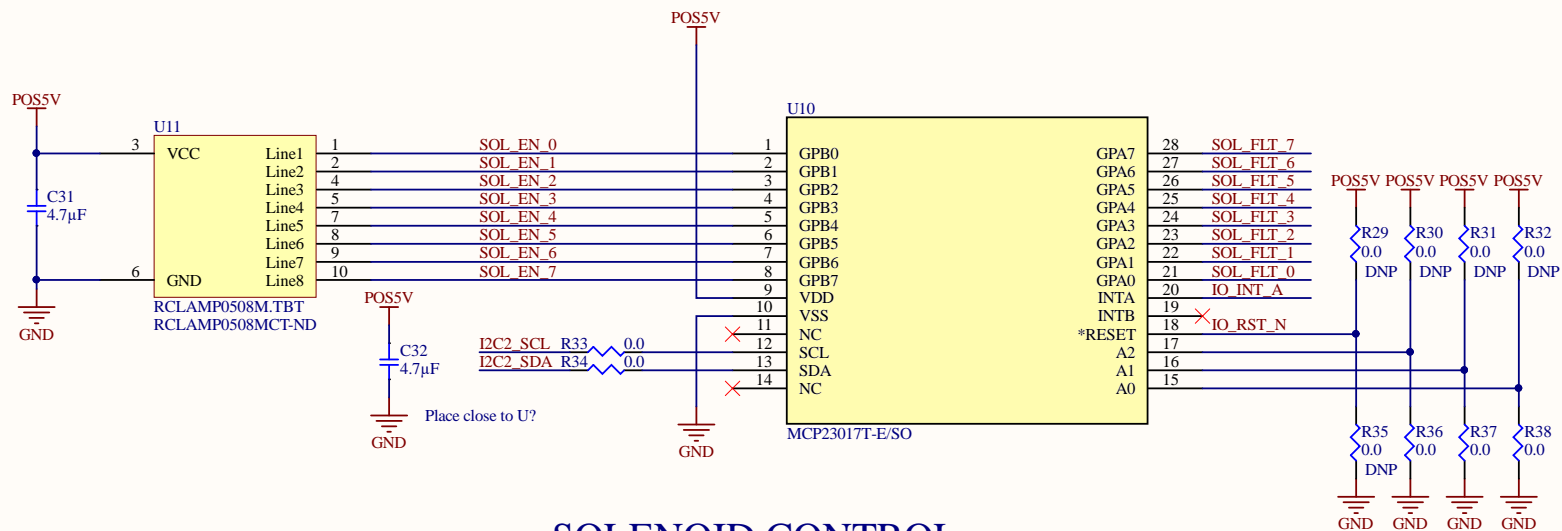 POS5V
POS5V
U11
3 VCC
Line1 1 SOL_EN_0
Line2 2 SOL_EN_1
Line3 4 SOL_EN_2
Line4 5 SOL_EN_3
Line5 7 SOL_EN_4
Line6 8 SOL_EN_5
Line7 9 SOL_EN_6
6 GND Line8 10 SOL_EN_7
C31
4.7µF
GND
RCLAMP0508M.TBT
RCLAMP0508MCT-ND
POS5V
C32
4.7µF
GND
Place close to U?
I2C2_SCL R33 0.0
I2C2_SDA R34 0.0
GND
U10
1 GPB0 GPA7 28 SOL_FLT_7
2 GPB1 GPA6 27 SOL_FLT_6
3 GPB2 GPA5 26 SOL_FLT_5
4 GPB3 GPA4 25 SOL_FLT_4
5 GPB4 GPA3 24 SOL_FLT_3
6 GPB5 GPA2 23 SOL_FLT_2
7 GPB6 GPA1 22 SOL_FLT_1
8 GPB7 GPA0 21 SOL_FLT_0
9 VDD INTA 20 IO_INT_A
10 VSS INTB 19
11 NC *RESET 18 IO_RST_N
12 SCL A2 17
13 SDA A1 16
14 NC A0 15
MCP23017T-E/SO
POS5V POS5V POS5V POS5V
R29 R30 R31 R32
0.0 0.0 0.0 0.0
DNP DNP DNP DNP
R35 R36 R37 R38
0.0 0.0 0.0 0.0
DNP
GND GND GND GND
SOLENOID CONTROL